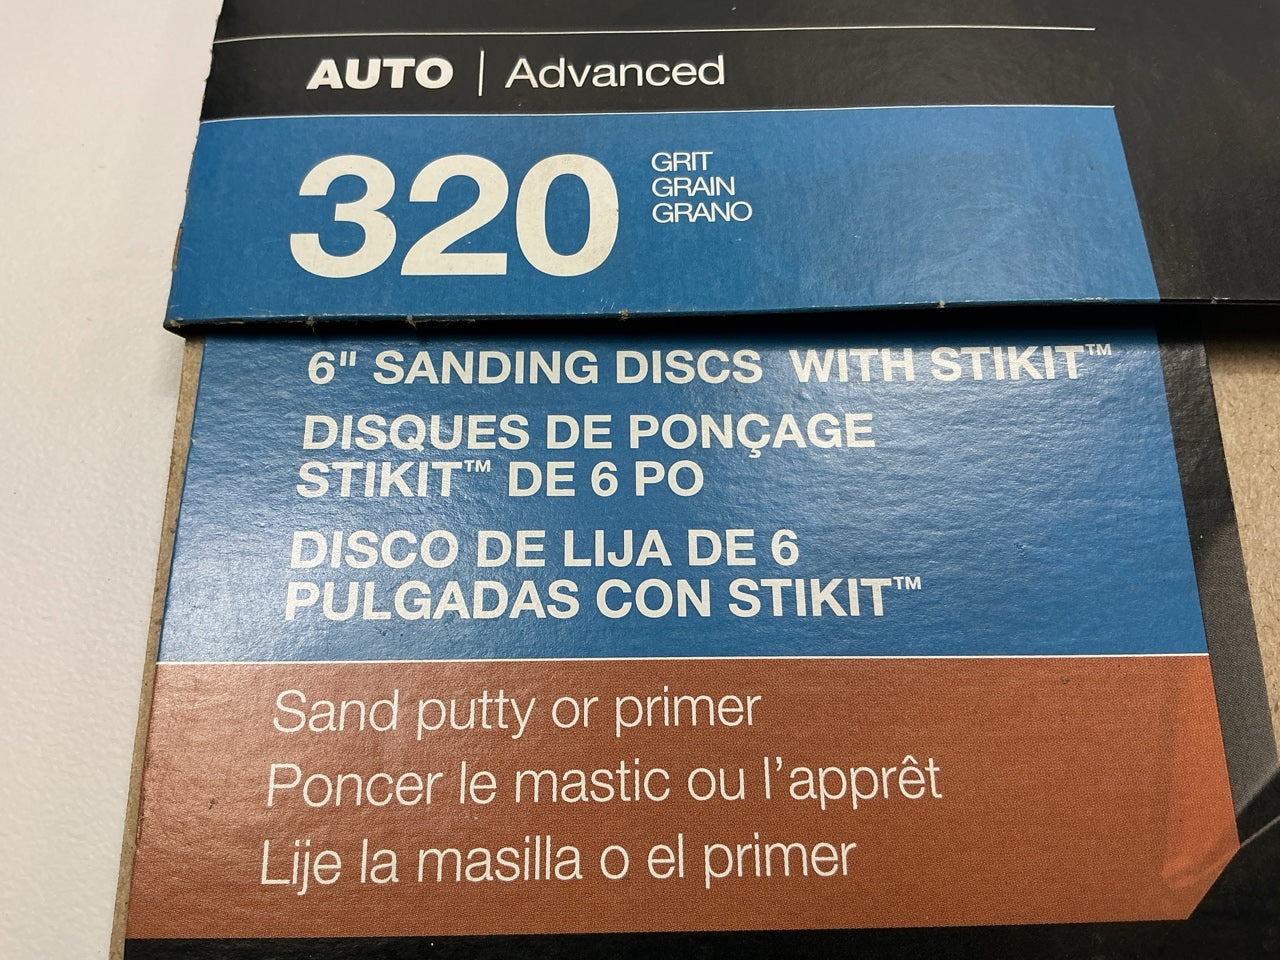 AUTO | Advanced
320 GRIT
GRAIN
GRANO
6" SANDING DISCS WITH STIKIT™
DISQUES DE PONÇAGE
STIKIT™ DE 6 PO
DISCO DE LIJA DE 6
PULGADAS CON STIKIT™
Sand putty or primer
Poncer le mastic ou l'apprêt
Lije la masilla o el primer